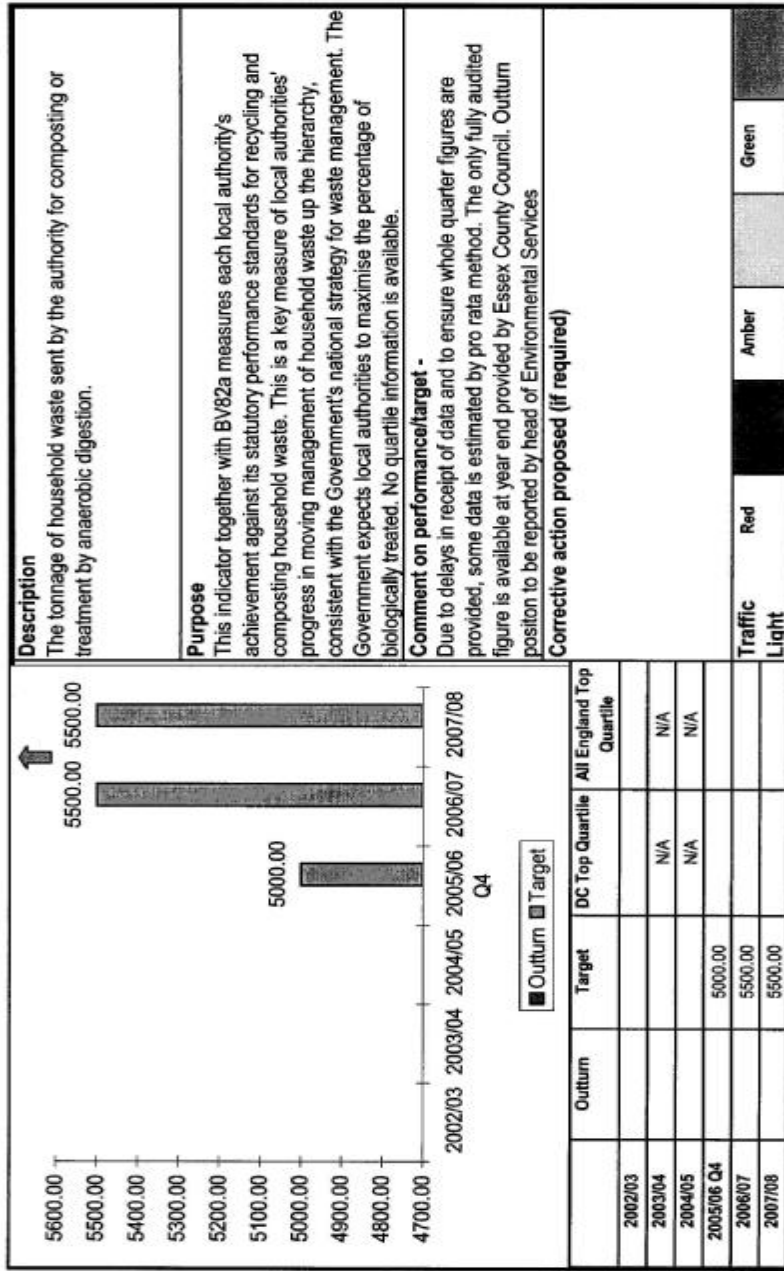 5600.00
5500.00
5400.00
5300.00
5200.00
5100.00
5000.00
4900.00
4800.00
4700.00
5000.00
5500.00
5500.00
2002/03 2003/04 2004/05 2005/06 2006/07 2007/08
Q4
Outturn Target
Outturn Target DC Top Quartile All England Top
Quartile
2002/03
2003/04 N/A N/A
2004/05 N/A N/A
2005/06 Q4 5000.00
2006/07 5500.00
2007/08 5500.00
Description
The tonnage of household waste sent by the authority for composting or
treatment by anaerobic digestion.
Purpose
This indicator together with BV82a measures each local authority's
achievement against its statutory performance standards for recycling and
composting household waste. This is a key measure of local authorities'
progress in moving management of household waste up the hierarchy,
consistent with the Government's national strategy for waste management. The
Government expects local authorities to maximise the percentage of
biologically treated. No quartile information is available.
Comment on performance/target -
Due to delays in receipt of data and to ensure whole quarter figures are
provided, some data is estimated by pro rata method. The only fully audited
figure is available at year end provided by Essex County Council. Outturn
positon to be reported by head of Environmental Services
Corrective action proposed (if required)
Traffic Red Amber Green
Light